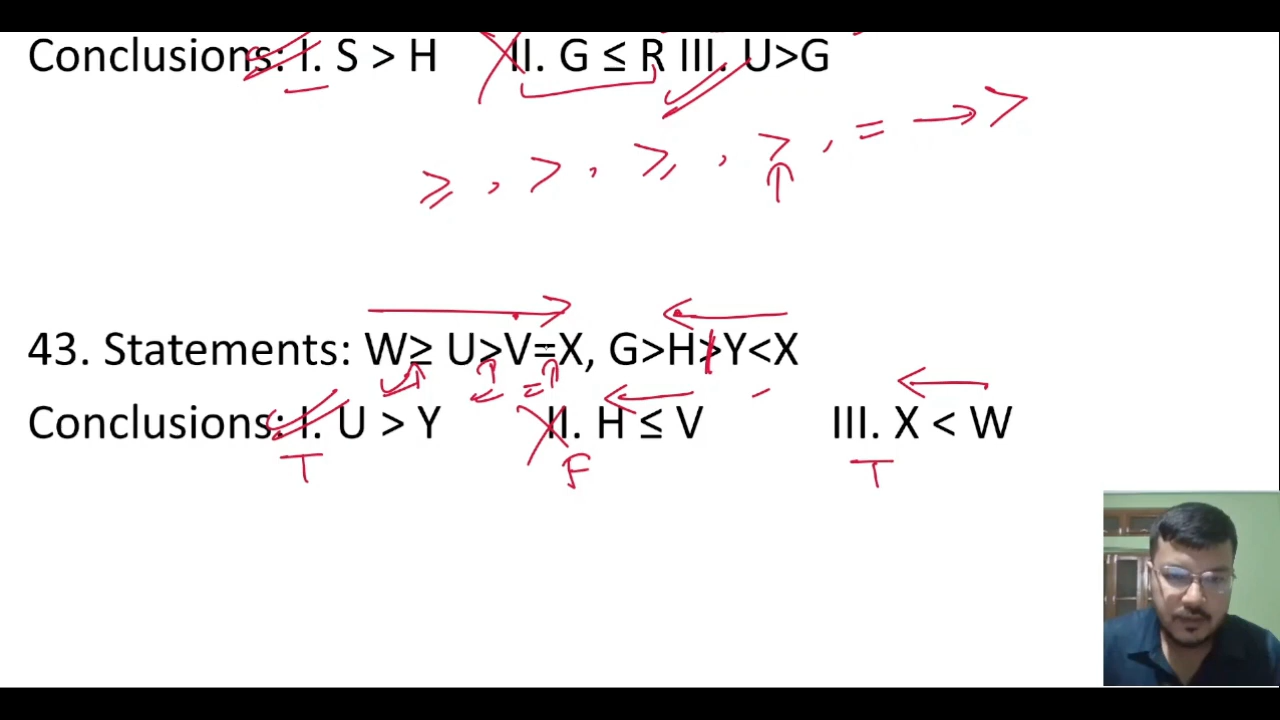 Conclusions: I. S > H II. G ≤ R III. U>G
≥ , > , ≥ , > , = → >
43. Statements: W≥ U>V=X, G>H>Y<X
Conclusions: I. U > Y II. H ≤ V III. X < W
T F T